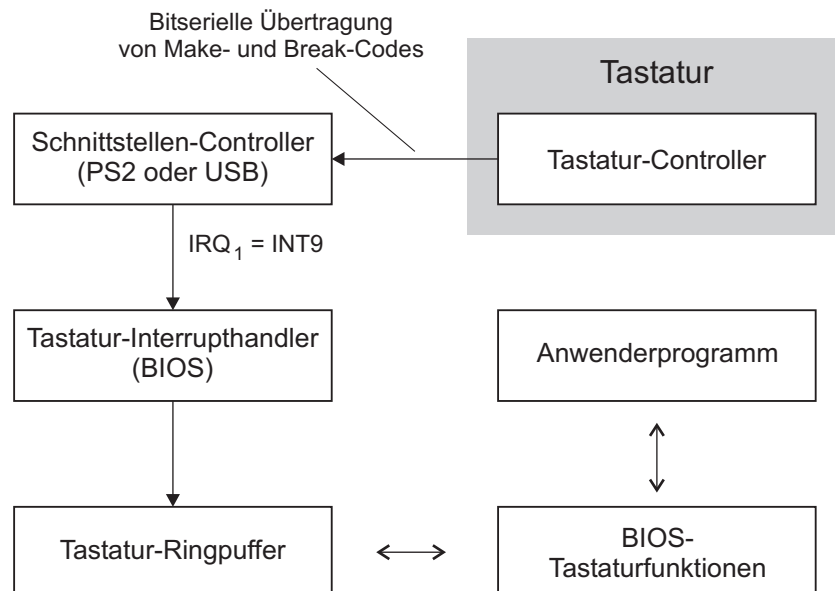 Bitserielle Übertragung
von Make- und Break-Codes
Tastatur
Schnittstellen-Controller
(PS2 oder USB)
Tastatur-Controller
IRQ1 = INT9
Tastatur-Interrupthandler
(BIOS)
Anwenderprogramm
Tastatur-Ringpuffer
BIOS-
Tastaturfunktionen